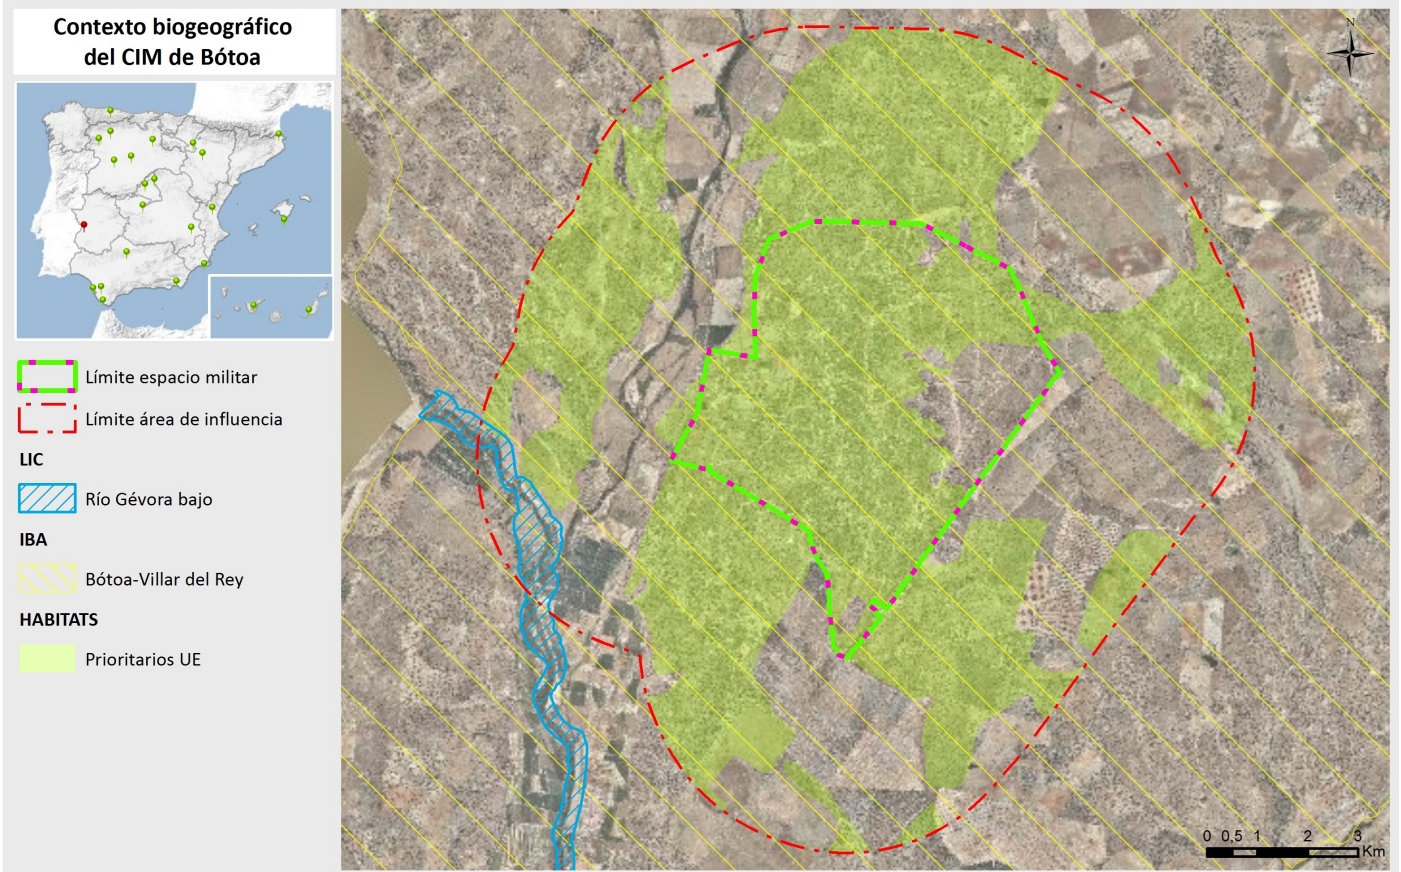 Contexto biogeográfico
del CIM de Bótoa
Límite espacio militar
Límite área de influencia
LIC
Río Gévora bajo
IBA
Bótoa-Villar del Rey
HABITATS
Prioritarios UE
N
0 0,5 1 2 3
Km